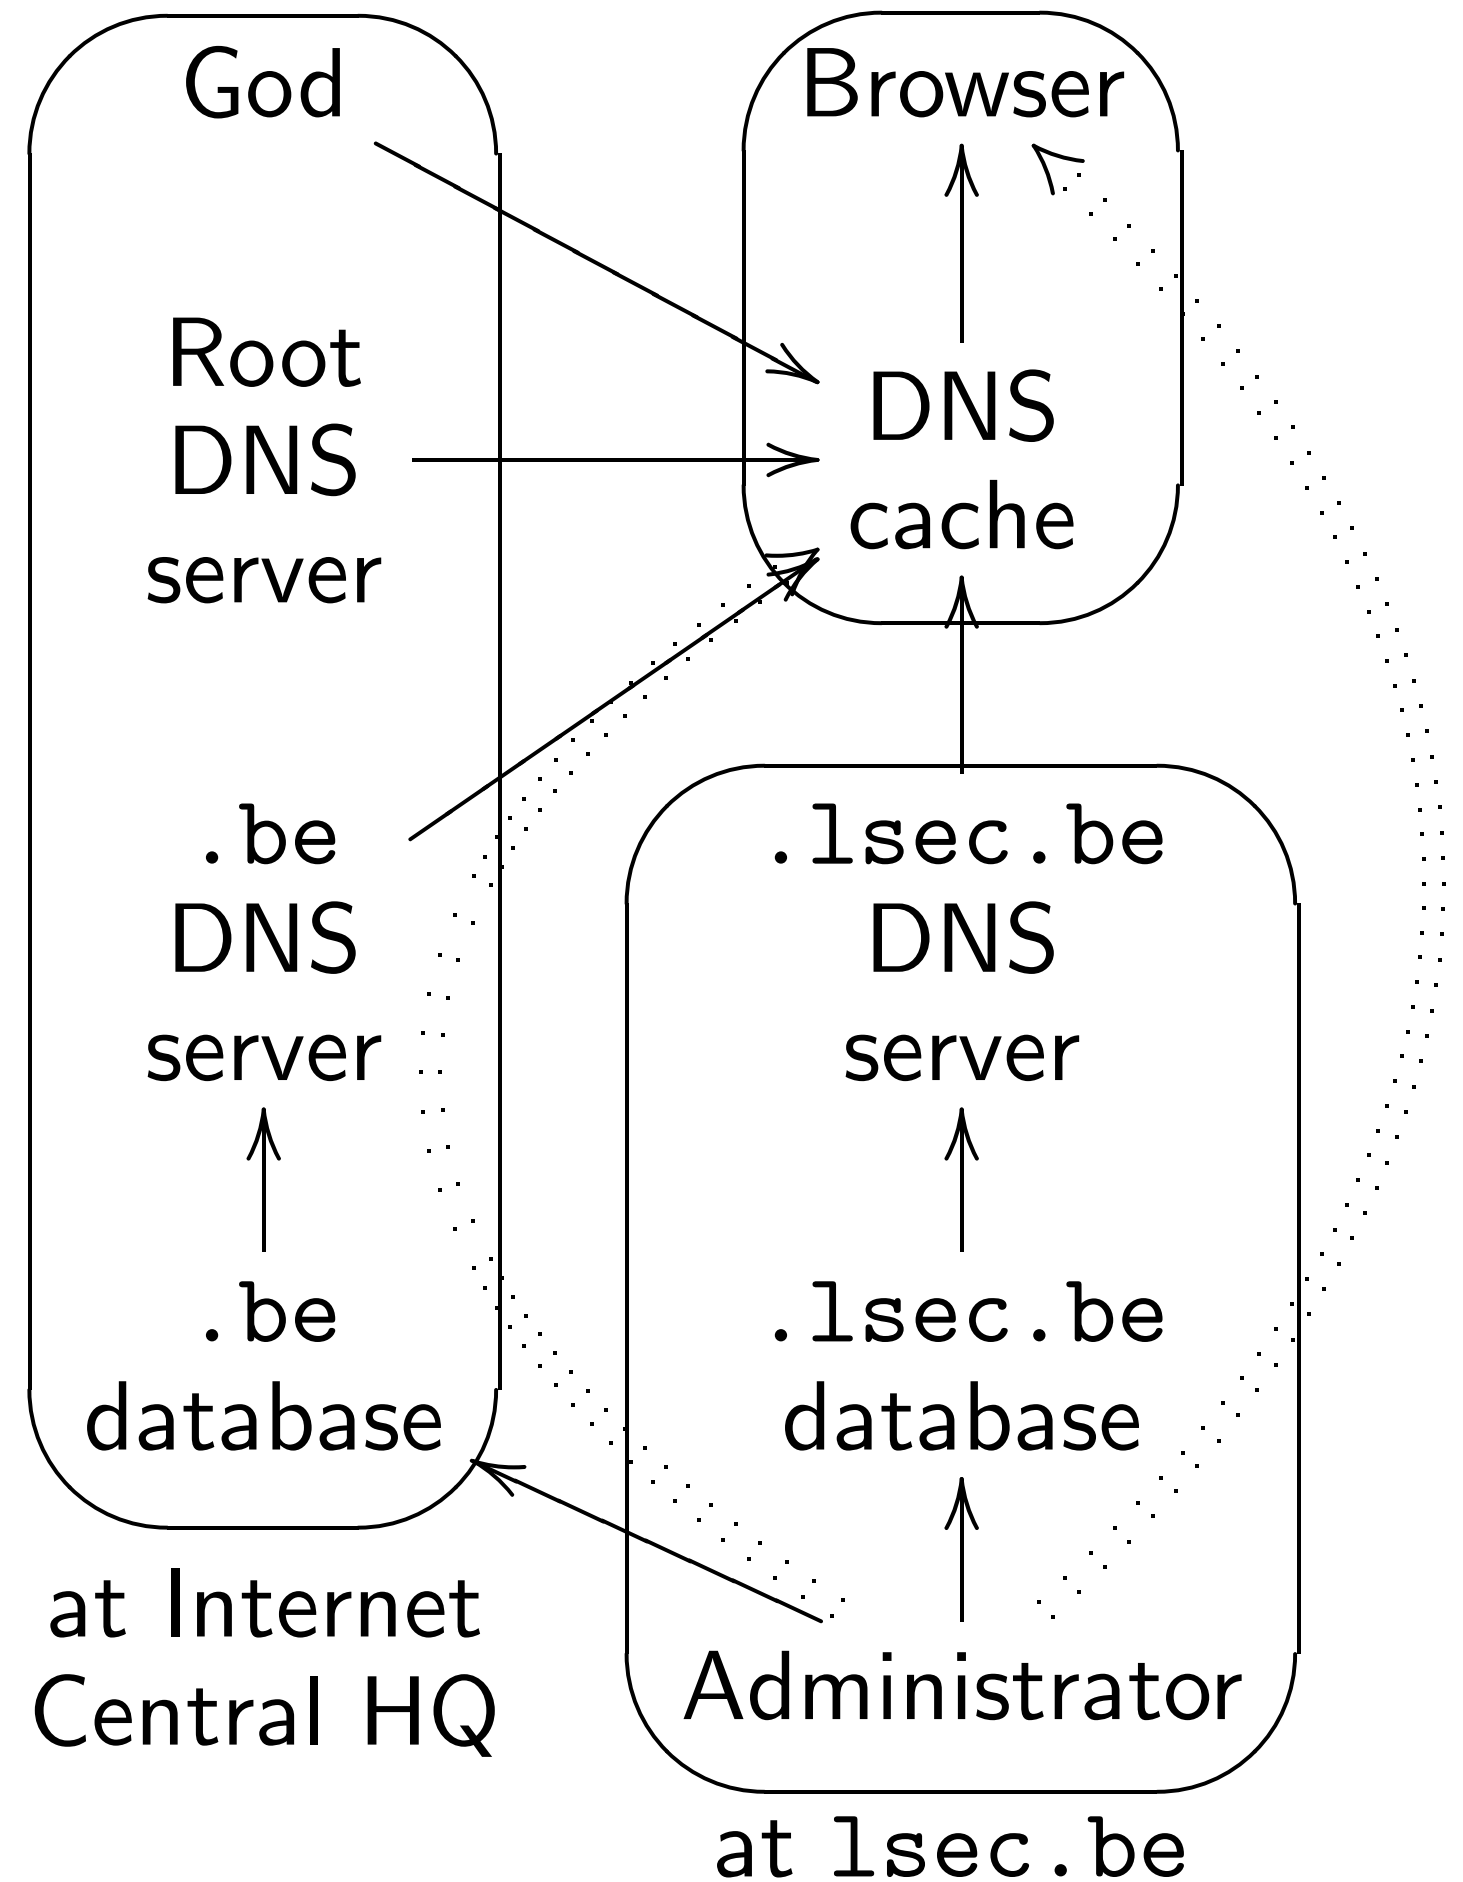 God
Root
DNS
server
.be
DNS
server
.be
database
at Internet
Central HQ
Browser
DNS
cache
.lsec.be
DNS
server
.lsec.be
database
Administrator
at lsec.be